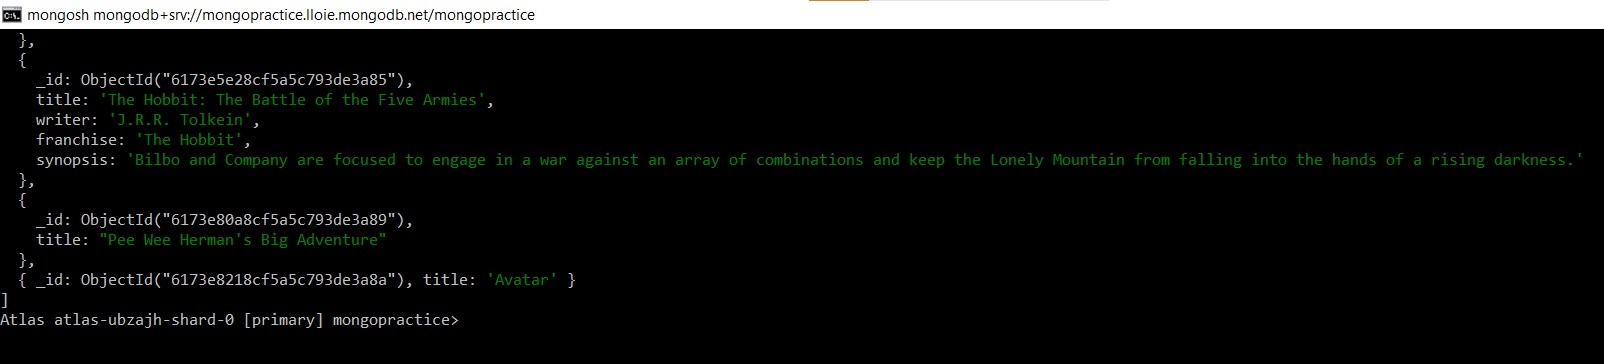 mongosh mongodb+srv://mongopractice.lloie.mongodb.net/mongopractice
  },
  {
    _id: ObjectId("6173e5e28cf5a5c793de3a85"),
    title: 'The Hobbit: The Battle of the Five Armies',
    writer: 'J.R.R. Tolkein',
    franchise: 'The Hobbit',
    synopsis: 'Bilbo and Company are focused to engage in a war against an array of combinations and keep the Lonely Mountain from falling into the hands of a rising darkness.'
  },
  {
    _id: ObjectId("6173e80a8cf5a5c793de3a89"),
    title: "Pee Wee Herman's Big Adventure"
  },
  { _id: ObjectId("6173e8218cf5a5c793de3a8a"), title: 'Avatar' }
]
Atlas atlas-ubzajh-shard-0 [primary] mongopractice>